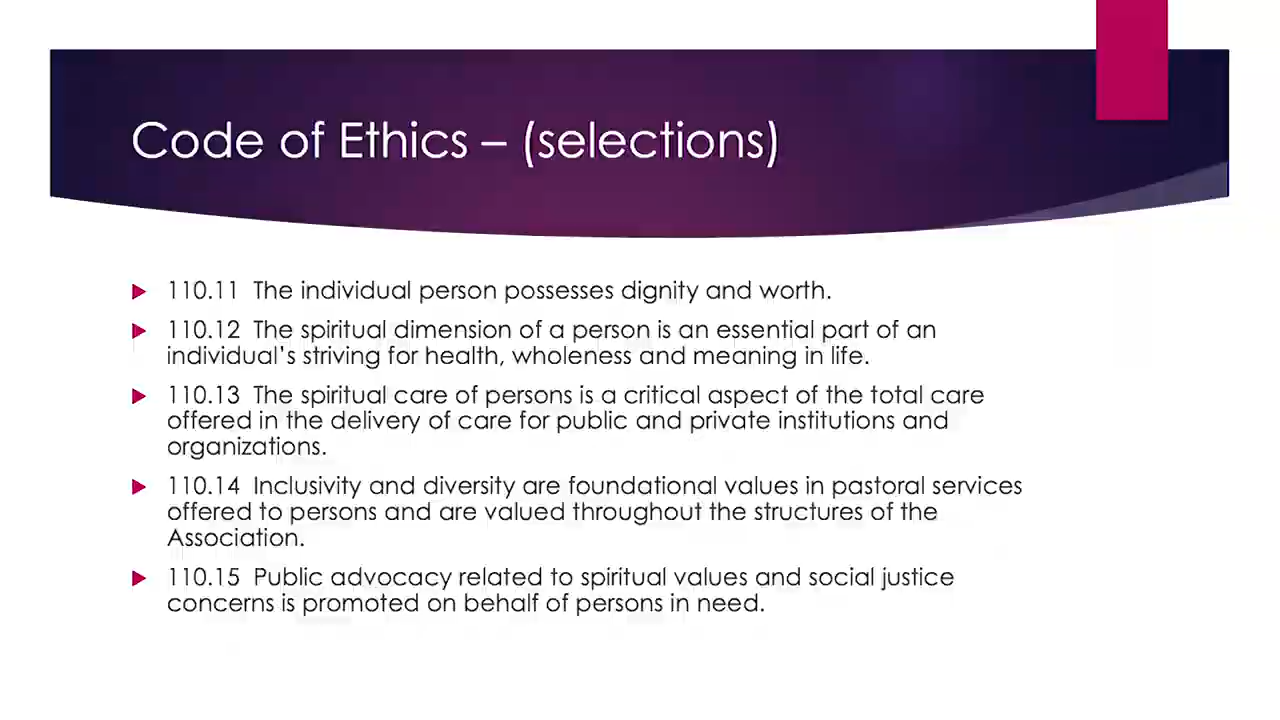 Code of Ethics – (selections)
110.11 The individual person possesses dignity and worth.
110.12 The spiritual dimension of a person is an essential part of an
individual's striving for health, wholeness and meaning in life.
110.13 The spiritual care of persons is a critical aspect of the total care
offered in the delivery of care for public and private institutions and
organizations.
110.14 Inclusivity and diversity are foundational values in pastoral services
offered to persons and are valued throughout the structures of the
Association.
110.15 Public advocacy related to spiritual values and social justice
concerns is promoted on behalf of persons in need.